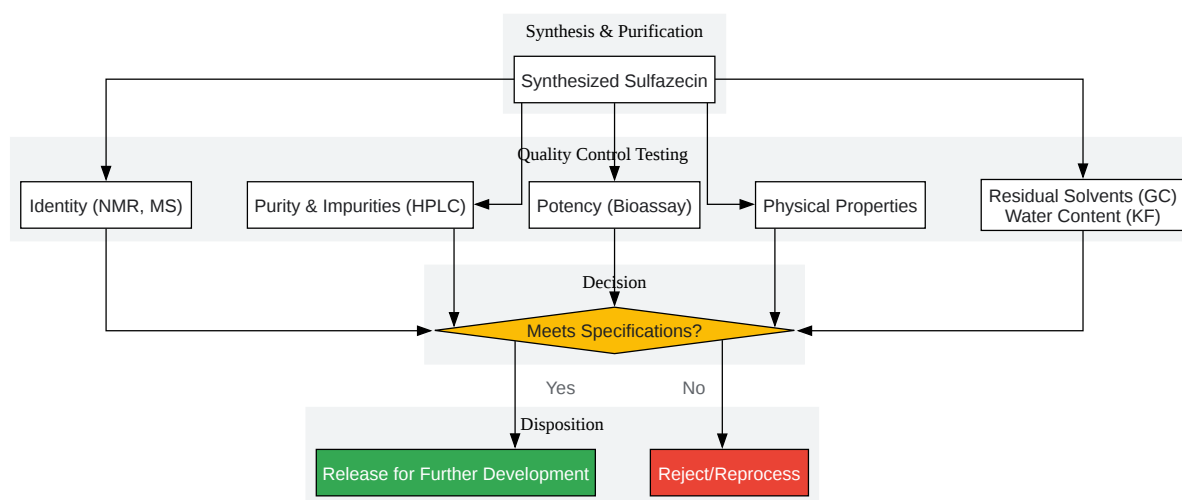 Synthesis & Purification
Synthesized Sulfazecin
Quality Control Testing
Identity (NMR, MS)
Purity & Impurities (HPLC)
Potency (Bioassay)
Physical Properties
Residual Solvents (GC)
Water Content (KF)
Decision
Meets Specifications?
Yes
No
Disposition
Release for Further Development
Reject/Reprocess